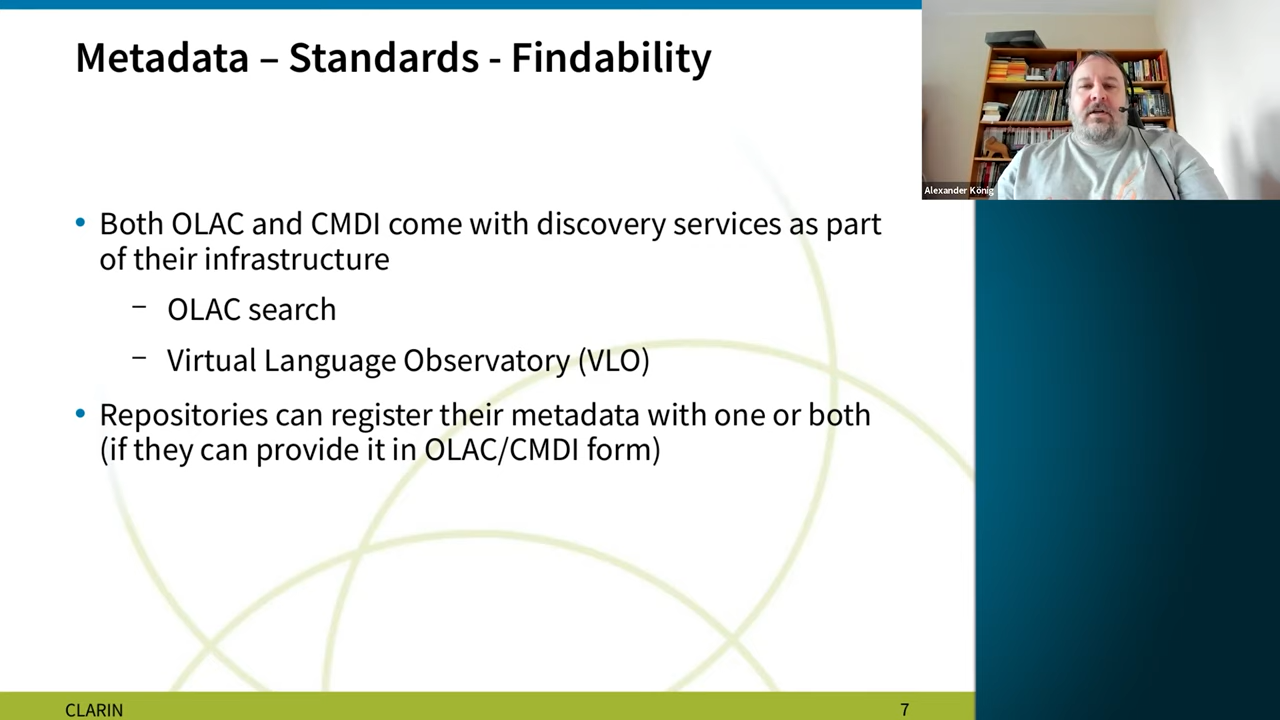 Metadata – Standards - Findability
Alexander König
• Both OLAC and CMDI come with discovery services as part
of their infrastructure
– OLAC search
– Virtual Language Observatory (VLO)
• Repositories can register their metadata with one or both
(if they can provide it in OLAC/CMDI form)
CLARIN
7